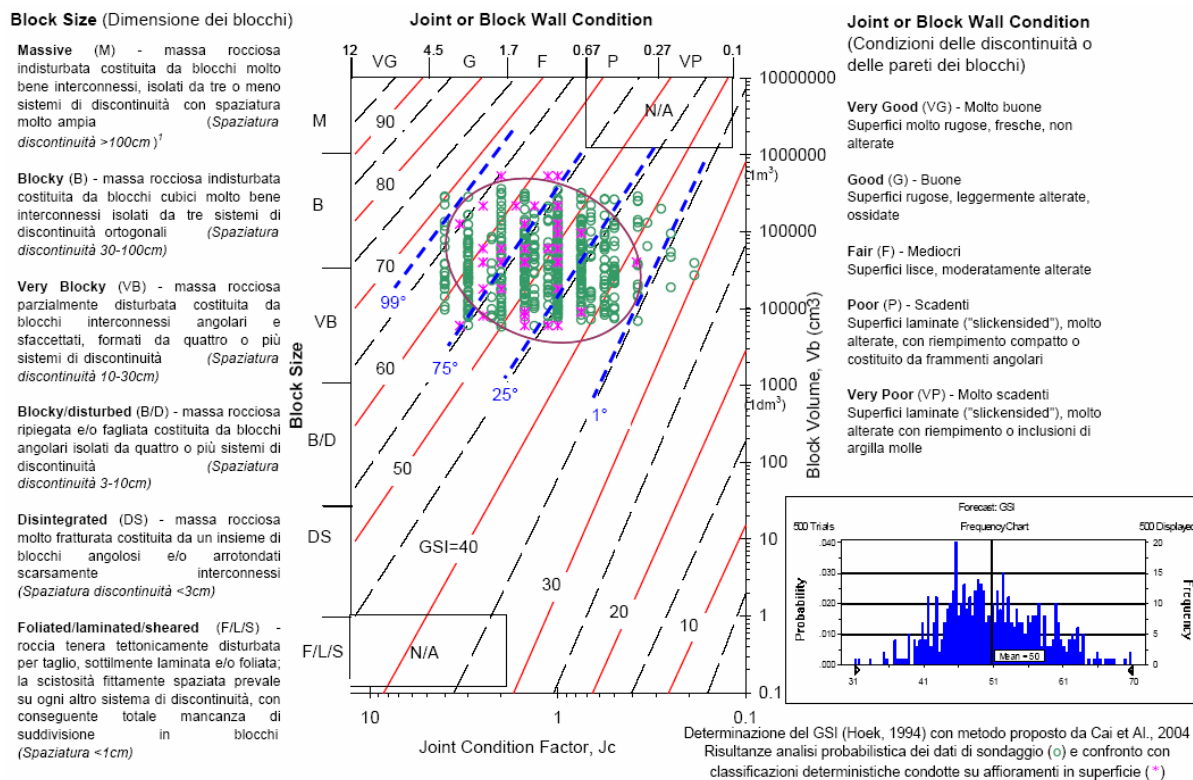 Block Size (Dimensione dei blocchi)
Massive (M) - massa rocciosa
indisturbata costituita da blocchi molto
bene interconnessi, isolati da tre o meno
sistemi di discontinuità con spaziatura
molto ampia (Spaziatura
discontinuità >100cm )¹
Blocky (B) - massa rocciosa indisturbata
costituita da blocchi cubici molto bene
interconnessi isolati da tre sistemi di
discontinuità ortogonali (Spaziatura
discontinuità 30-100cm)
Very Blocky (VB) - massa rocciosa
parzialmente disturbata costituita da
blocchi interconnessi angolari e
sfaccettati, formati da quattro o più
sistemi di discontinuità (Spaziatura
discontinuità 10-30cm)
Blocky/disturbed (B/D) - massa rocciosa
ripiegata e/o fagliata costituita da blocchi
angolari isolati da quattro o più sistemi di
discontinuità (Spaziatura
discontinuità 3-10cm)
Disintegrated (DS) - massa rocciosa
molto fratturata costituita da un insieme di
blocchi angolosi e/o arrotondati
scarsamente interconnessi
(Spaziatura discontinuità <3cm)
Foliated/laminated/sheared (F/L/S) -
roccia tenera tettonicamente disturbata
per taglio, sottilmente laminata e/o foliata;
la scistosità fittamente spaziata prevale
su ogni altro sistema di discontinuità, con
conseguente totale mancanza di
suddivisione in blocchi
(Spaziatura <1cm)
Joint or Block Wall Condition
12 4.5 1.7 0.67 0.27 0.1
VG G F P VP
M
B
VB
B/D
DS
F/L/S
Block Size
90
80
70
60
50
GSI=40
30
20
10
N/A
N/A
99°
75°
25°
1°
10000000
1000000
(1m³)
100000
10000
1000
(1dm³)
100
10
1
0.1
Block Volume, Vb (cm3)
10 1 0.1
Joint Condition Factor, Jc
Joint or Block Wall Condition
(Condizioni delle discontinuità o
delle pareti dei blocchi)
Very Good (VG) - Molto buone
Superfici molto rugose, fresche, non
alterate
Good (G) - Buone
Superfici rugose, leggermente alterate,
ossidate
Fair (F) - Mediocri
Superfici lisce, moderatamente alterate
Poor (P) - Scadenti
Superfici laminate ("slickensided"), molto
alterate, con riempimento compatto o
costituito da frammenti angolari
Very Poor (VP) - Molto scadenti
Superfici laminate ("slickensided"), molto
alterate con riempimento o inclusioni di
argilla molle
Forecast: GSI
500 Trials Frequency Chart 500 Displayed
Probability
.040
.030
.020
.010
.000
20
15
10
5
0
Frequency
Mean = 50
31 41 51 61 70
Determinazione del GSI (Hoek, 1994) con metodo proposto da Cai et Al., 2004
Risultanze analisi probabilistica dei dati di sondaggio (o) e confronto con
classificazioni deterministiche condotte su affioramenti in superficie (*)